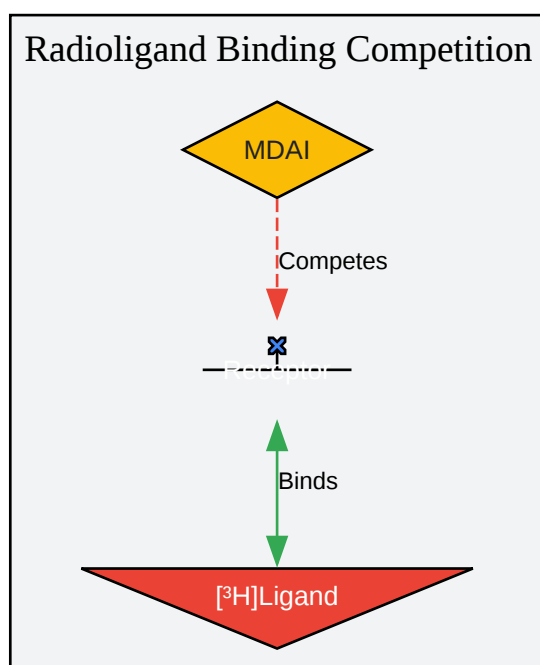 Radioligand Binding Competition
MDAI
Competes
Receptor
Binds
[³H]Ligand